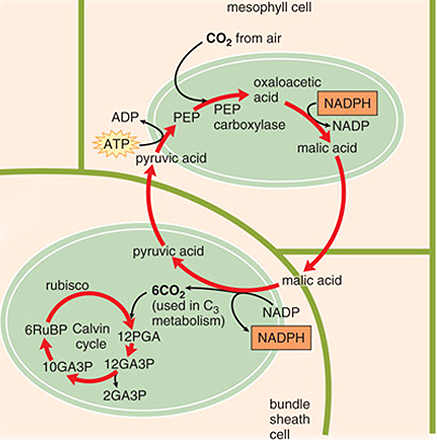 mesophyll cell
CO2 from air
oxaloacetic
acid
NADPH
ADP
PEP
PEP
carboxylase
NADP
ATP
malic acid
pyruvic acid
pyruvic acid
malic acid
rubisco
6CO2
(used in C3
metabolism)
NADP
6RuBP
Calvin
cycle
12PGA
NADPH
10GA3P
12GA3P
2GA3P
bundle
sheath
cell